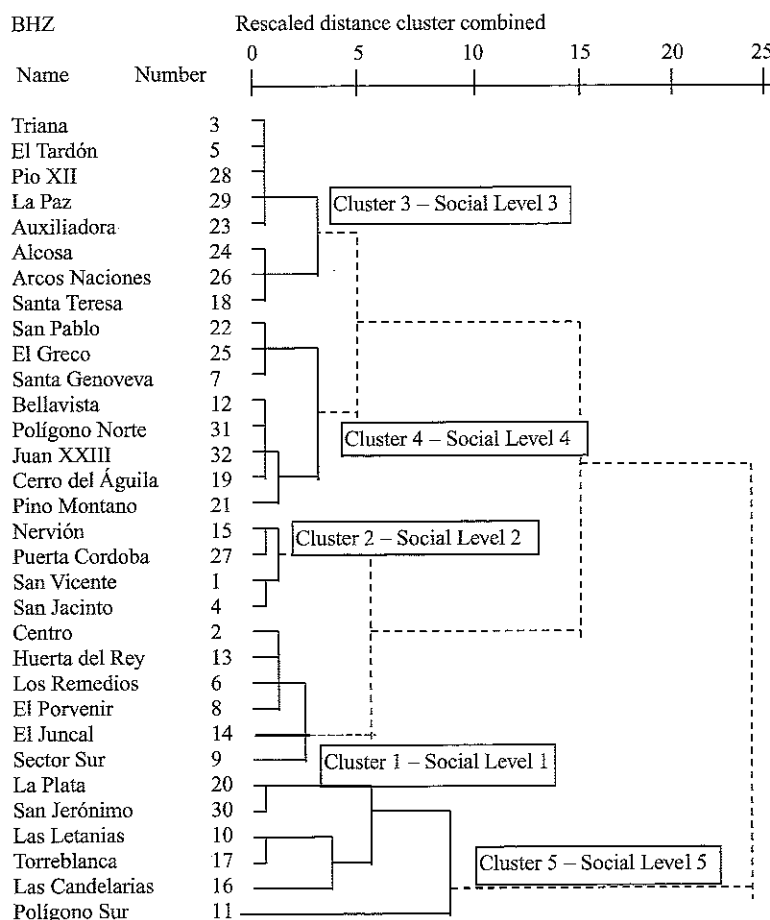 BHZ Rescaled distance cluster combined
0 5 10 15 20 25
Name Number
Triana 3
El Tardón 5
Pio XII 28
La Paz 29
Cluster 3 – Social Level 3
Auxiliadora 23
Alcosa 24
Arcos Naciones 26
Santa Teresa 18
San Pablo 22
El Greco 25
Santa Genoveva 7
Bellavista 12
Polígono Norte 31
Cluster 4 – Social Level 4
Juan XXIII 32
Cerro del Águila 19
Pino Montano 21
Nervión 15
Cluster 2 – Social Level 2
Puerta Cordoba 27
San Vicente 1
San Jacinto 4
Centro 2
Huerta del Rey 13
Los Remedios 6
El Porvenir 8
El Juncal 14
Sector Sur 9
Cluster 1 – Social Level 1
La Plata 20
San Jerónimo 30
Las Letanias 10
Torreblanca 17
Cluster 5 – Social Level 5
Las Candelarias 16
Polígono Sur 11